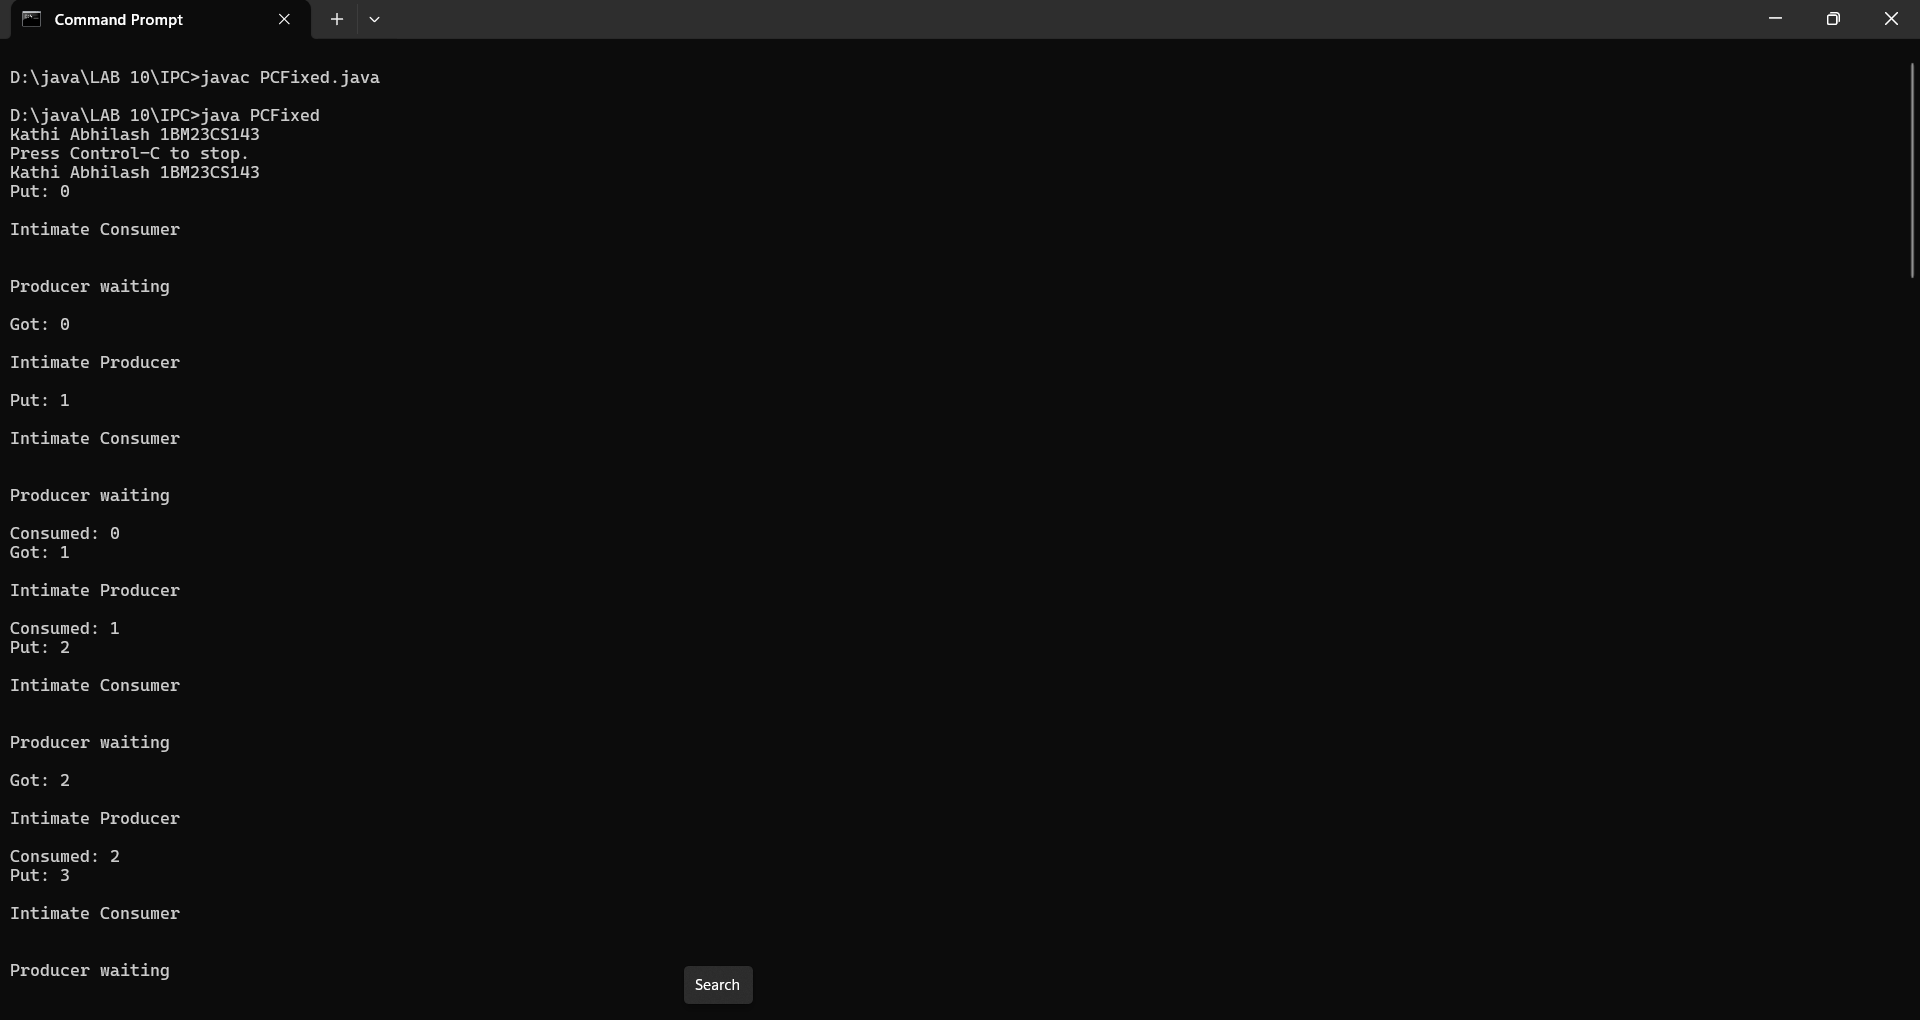 Command Prompt
D:\java\LAB 10\IPC>javac PCFixed.java
D:\java\LAB 10\IPC>java PCFixed
Kathi Abhilash 1BM23CS143
Press Control-C to stop.
Kathi Abhilash 1BM23CS143
Put: 0
Intimate Consumer
Producer waiting
Got: 0
Intimate Producer
Put: 1
Intimate Consumer
Producer waiting
Consumed: 0
Got: 1
Intimate Producer
Consumed: 1
Put: 2
Intimate Consumer
Producer waiting
Got: 2
Intimate Producer
Consumed: 2
Put: 3
Intimate Consumer
Producer waiting
Search